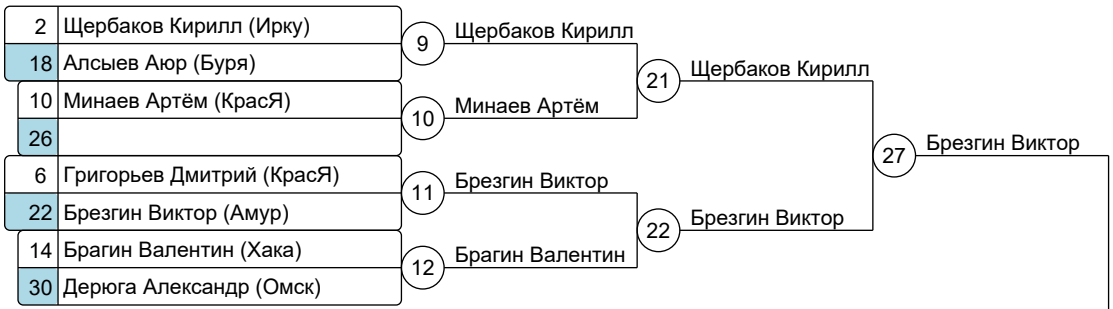 2 Щербаков Кирилл (Ирку)
18 Алсыев Аюр (Буря)
9 Щербаков Кирилл
10 Минаев Артём (КрасЯ)
26
10 Минаев Артём
21 Щербаков Кирилл
6 Григорьев Дмитрий (КрасЯ)
22 Брезгин Виктор (Амур)
11 Брезгин Виктор
14 Брагин Валентин (Хака)
30 Дерюга Александр (Омск)
12 Брагин Валентин
22 Брезгин Виктор
27 Брезгин Виктор